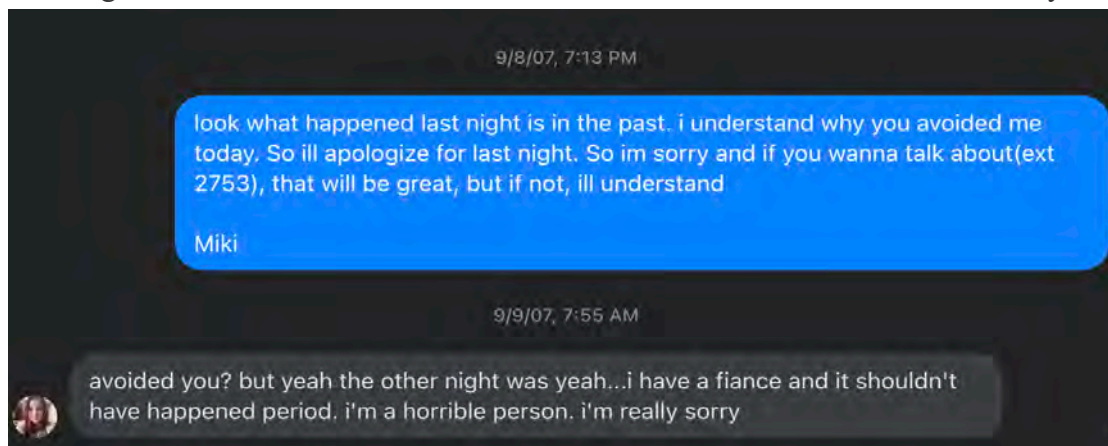 9/8/07, 7:13 PM
look what happened last night is in the past. i understand why you avoided me
today. So ill apologize for last night. So im sorry and if you wanna talk about(ext
2753), that will be great, but if not, ill understand
Miki
9/9/07, 7:55 AM
avoided you? but yeah the other night was yeah...i have a fiance and it shouldn't
have happened period. i'm a horrible person. i'm really sorry